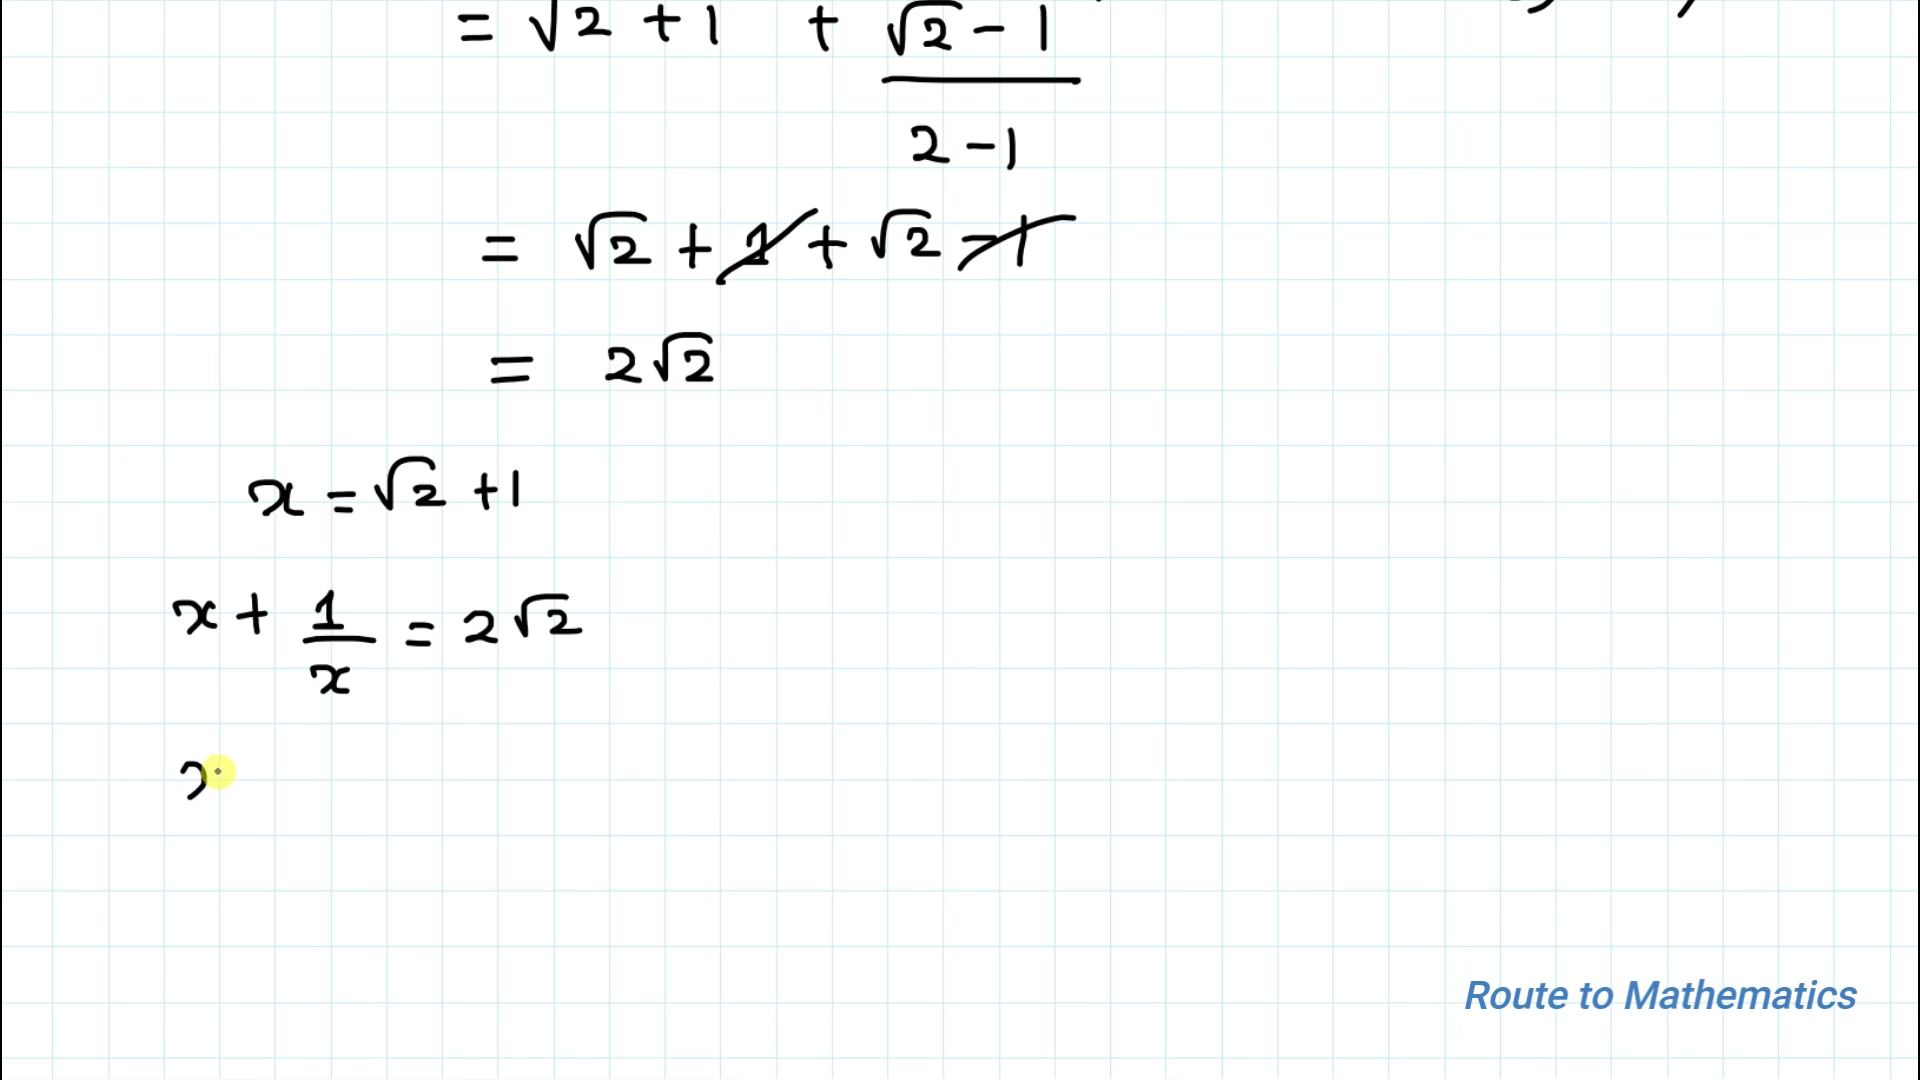 = √2 + 1 + (√2 - 1)/(2 - 1)
= √2 + 1 + √2 - 1
= 2√2
x = √2 + 1
x + 1/x = 2√2
x
Route to Mathematics